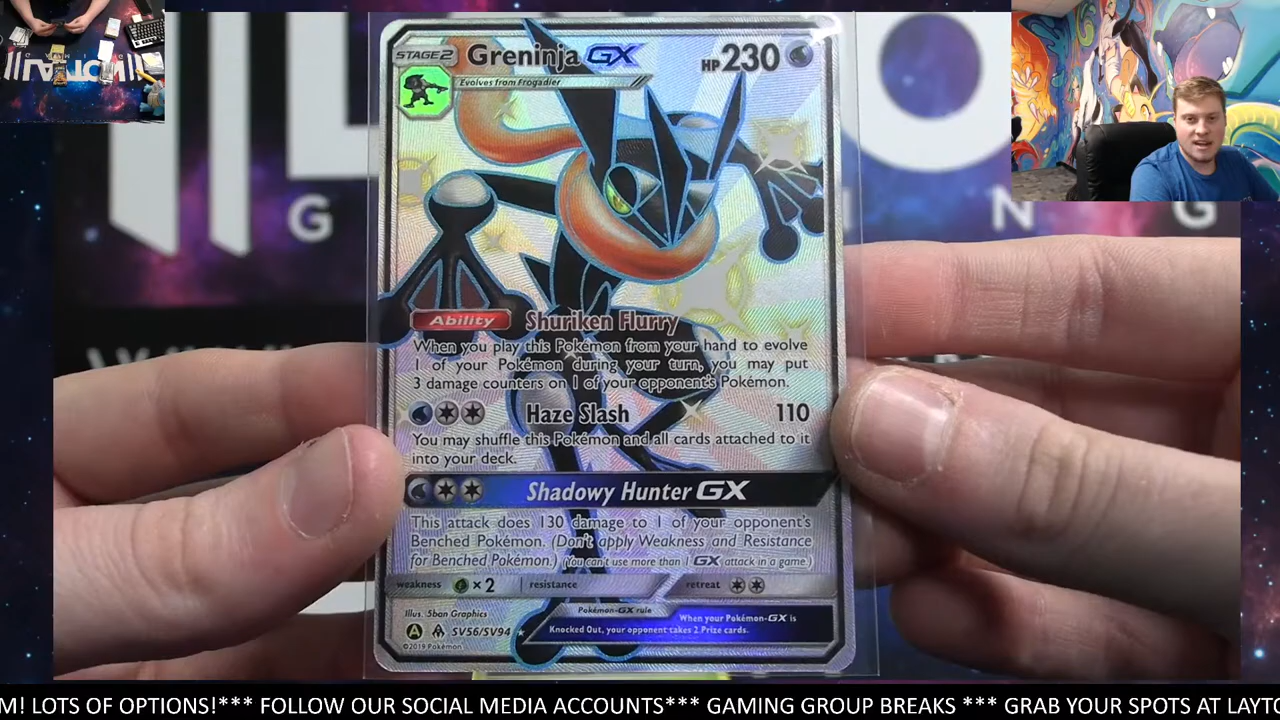 STAGE2 Greninja GX HP230
Evolves from Frogadier
G
N G
Ability Shuriken Flurry
When you play this Pokémon from your hand to evolve
1 of your Pokémon during your turn, you may put
3 damage counters on 1 of your opponent's Pokémon.
Haze Slash 110
You may shuffle this Pokémon and all cards attached to it
into your deck.
Shadowy Hunter GX
This attack does 130 damage to 1 of your opponent's
Benched Pokémon. (Don't apply Weakness and Resistance
for Benched Pokémon.) (You can't use more than 1 GX attack in a game.)
weakness ×2 resistance retreat
Illus. 5ban Graphics
Pokémon-GX rule
When your Pokémon-GX is
Knocked Out, your opponent takes 2 Prize cards.
A SV56/SV94
©2019 Pokémon
M! LOTS OF OPTIONS!*** FOLLOW OUR SOCIAL MEDIA ACCOUNTS*** GAMING GROUP BREAKS *** GRAB YOUR SPOTS AT LAYTO